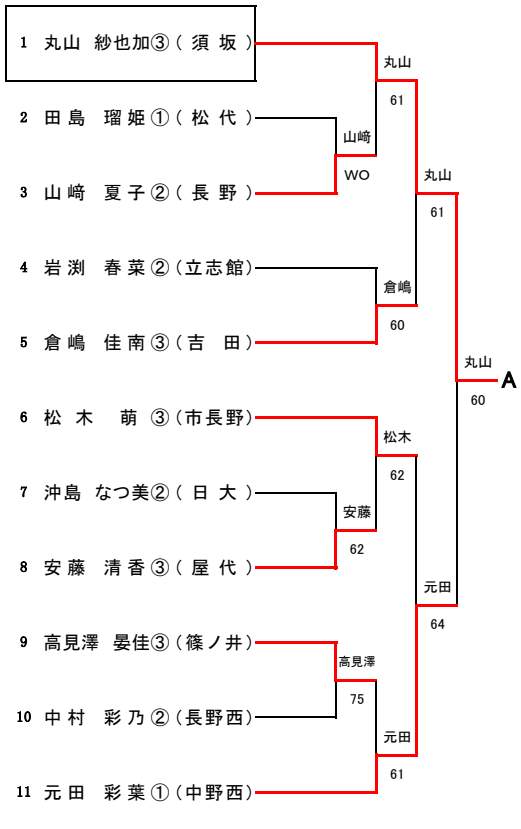 1 丸山 紗也加③ ( 須 坂 )
丸山
61
2 田 島 瑠 姫 ① ( 松 代 )
山﨑
WO
3 山 﨑 夏 子 ② ( 長 野 )
丸山
61
4 岩 渕 春 菜 ② (立志館)
倉嶋
60
5 倉 嶋 佳 南 ③ ( 吉 田 )
丸山
A
60
6 松 木 萌 ③ (市長野)
松木
62
7 沖島 なつ美② ( 日 大 )
安藤
62
8 安 藤 清 香 ③ ( 屋 代 )
元田
64
9 高見澤 晏佳③ (篠ノ井)
高見澤
75
10 中 村 彩 乃 ② (長野西)
元田
61
11 元 田 彩 葉 ① (中野西)